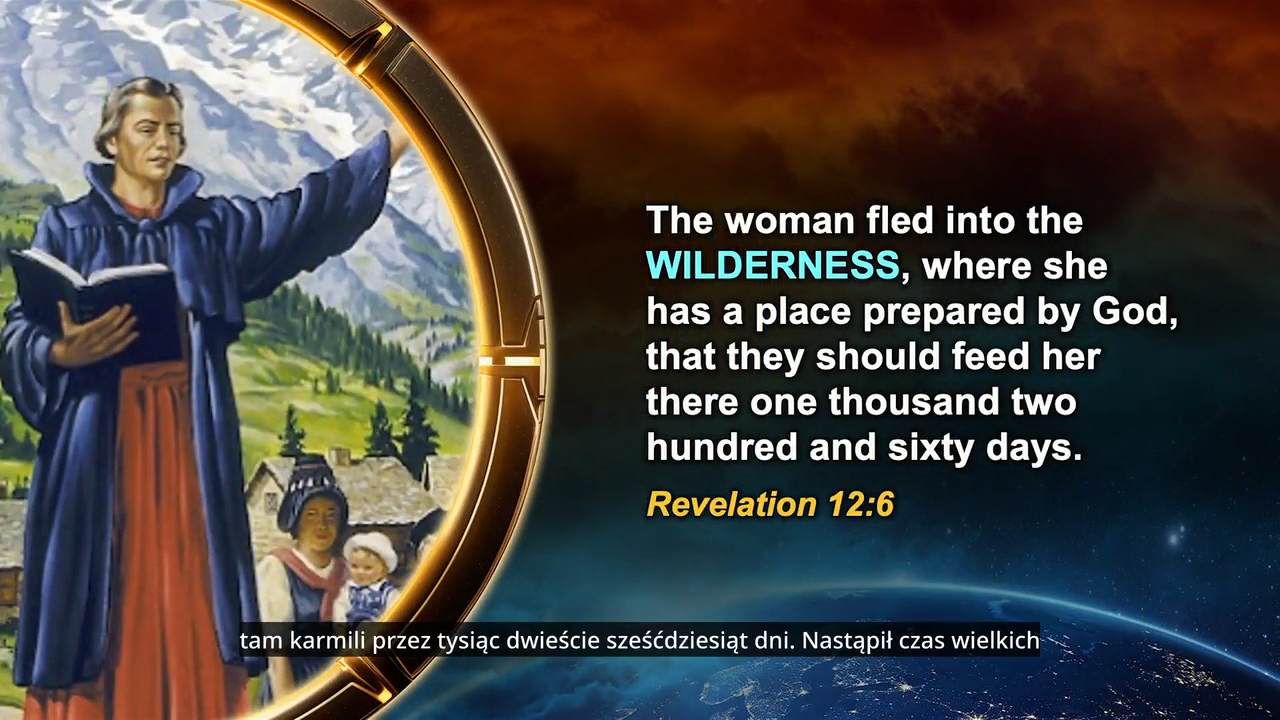 The woman fled into the
WILDERNESS, where she
has a place prepared by God,
that they should feed her
there one thousand two
hundred and sixty days.
Revelation 12:6
tam karmili przez tysiąc dwieście sześćdziesiąt dni. Nastąpił czas wielkich